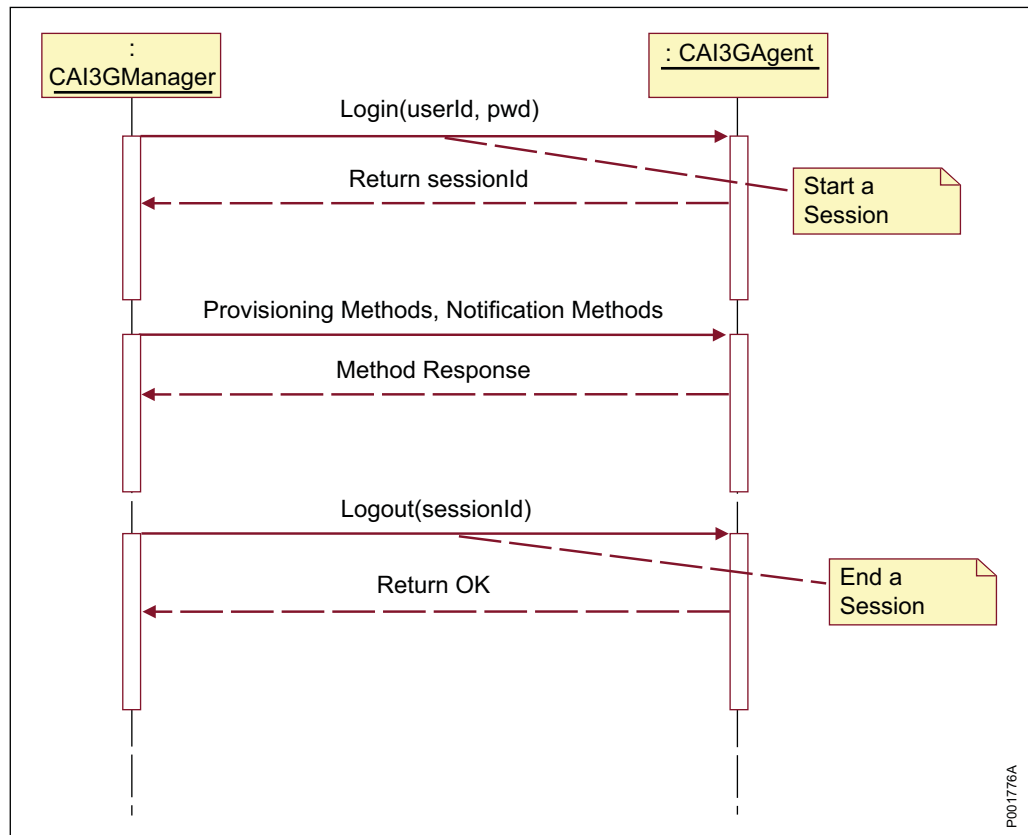 :
CAI3GManager
: CAI3GAgent
Login(userId, pwd)
Return sessionId
Start a
Session
Provisioning Methods, Notification Methods
Method Response
Logout(sessionId)
Return OK
End a
Session
P001776A